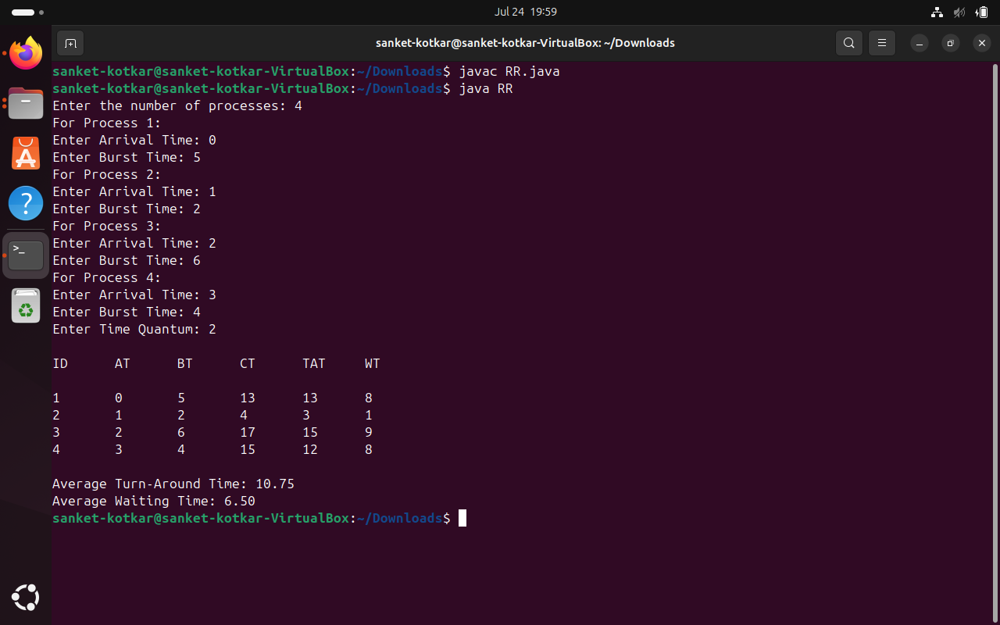 Jul 24 19:59
sanket-kotkar@sanket-kotkar-VirtualBox: ~/Downloads
sanket-kotkar@sanket-kotkar-VirtualBox:~/Downloads$ javac RR.java
sanket-kotkar@sanket-kotkar-VirtualBox:~/Downloads$ java RR
Enter the number of processes: 4
For Process 1:
Enter Arrival Time: 0
Enter Burst Time: 5
For Process 2:
Enter Arrival Time: 1
Enter Burst Time: 2
For Process 3:
Enter Arrival Time: 2
Enter Burst Time: 6
For Process 4:
Enter Arrival Time: 3
Enter Burst Time: 4
Enter Time Quantum: 2
ID AT BT CT TAT WT
1 0 5 13 13 8
2 1 2 4 3 1
3 2 6 17 15 9
4 3 4 15 12 8
Average Turn-Around Time: 10.75
Average Waiting Time: 6.50
sanket-kotkar@sanket-kotkar-VirtualBox:~/Downloads$